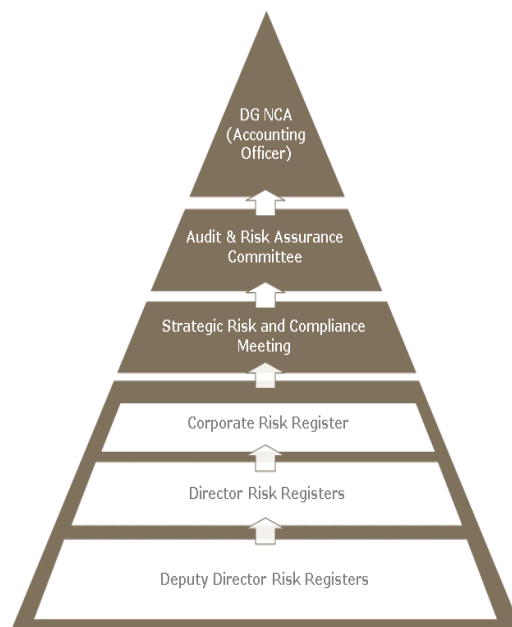 DG NCA
(Accounting
Officer)
Audit & Risk Assurance
Committee
Strategic Risk and Compliance
Meeting
Corporate Risk Register
Director Risk Registers
Deputy Director Risk Registers